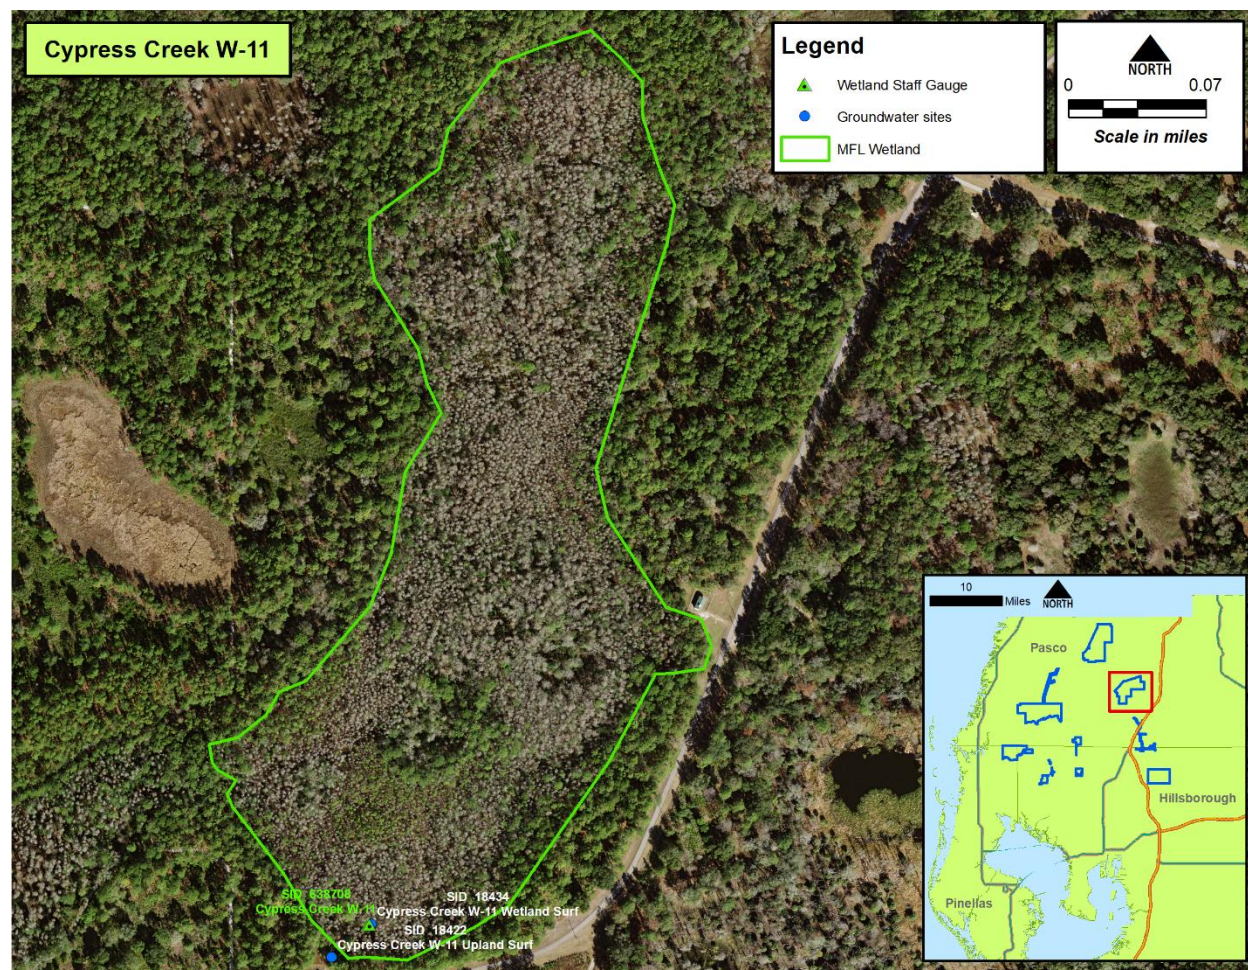 Cypress Creek W-11
Legend
Wetland Staff Gauge
Groundwater sites
MFL Wetland
NORTH
0 0.07
Scale in miles
10
Miles
NORTH
Pasco
Hillsborough
Pinellas
SID 638708
Cypress Creek W-11
SID 18434
Cypress Creek W-11 Wetland Surf
SID 18422
Cypress Creek W-11 Upland Surf